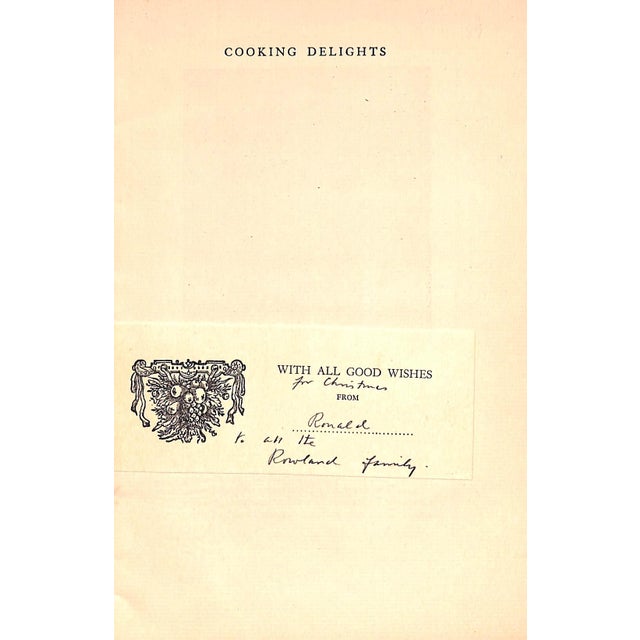 COOKING DELIGHTS
WITH ALL GOOD WISHES
for Christmas
FROM
Ronald
to all the
Rowland family.